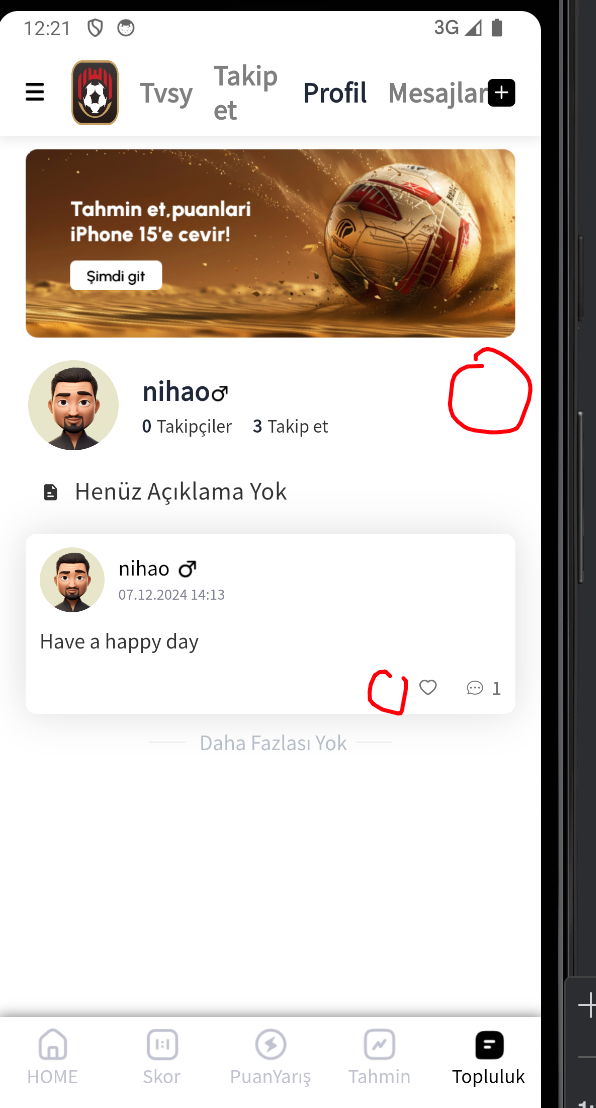 12:21
3G
Tvsy
Takip
et
Profil
Mesajlar
Tahmin et,puanlari
iPhone 15'e cevir!
Şimdi git
nihao♂
0 Takipçiler 3 Takip et
Henüz Açıklama Yok
nihao ♂
07.12.2024 14:13
Have a happy day
1
Daha Fazlası Yok
HOME Skor PuanYarış Tahmin Topluluk